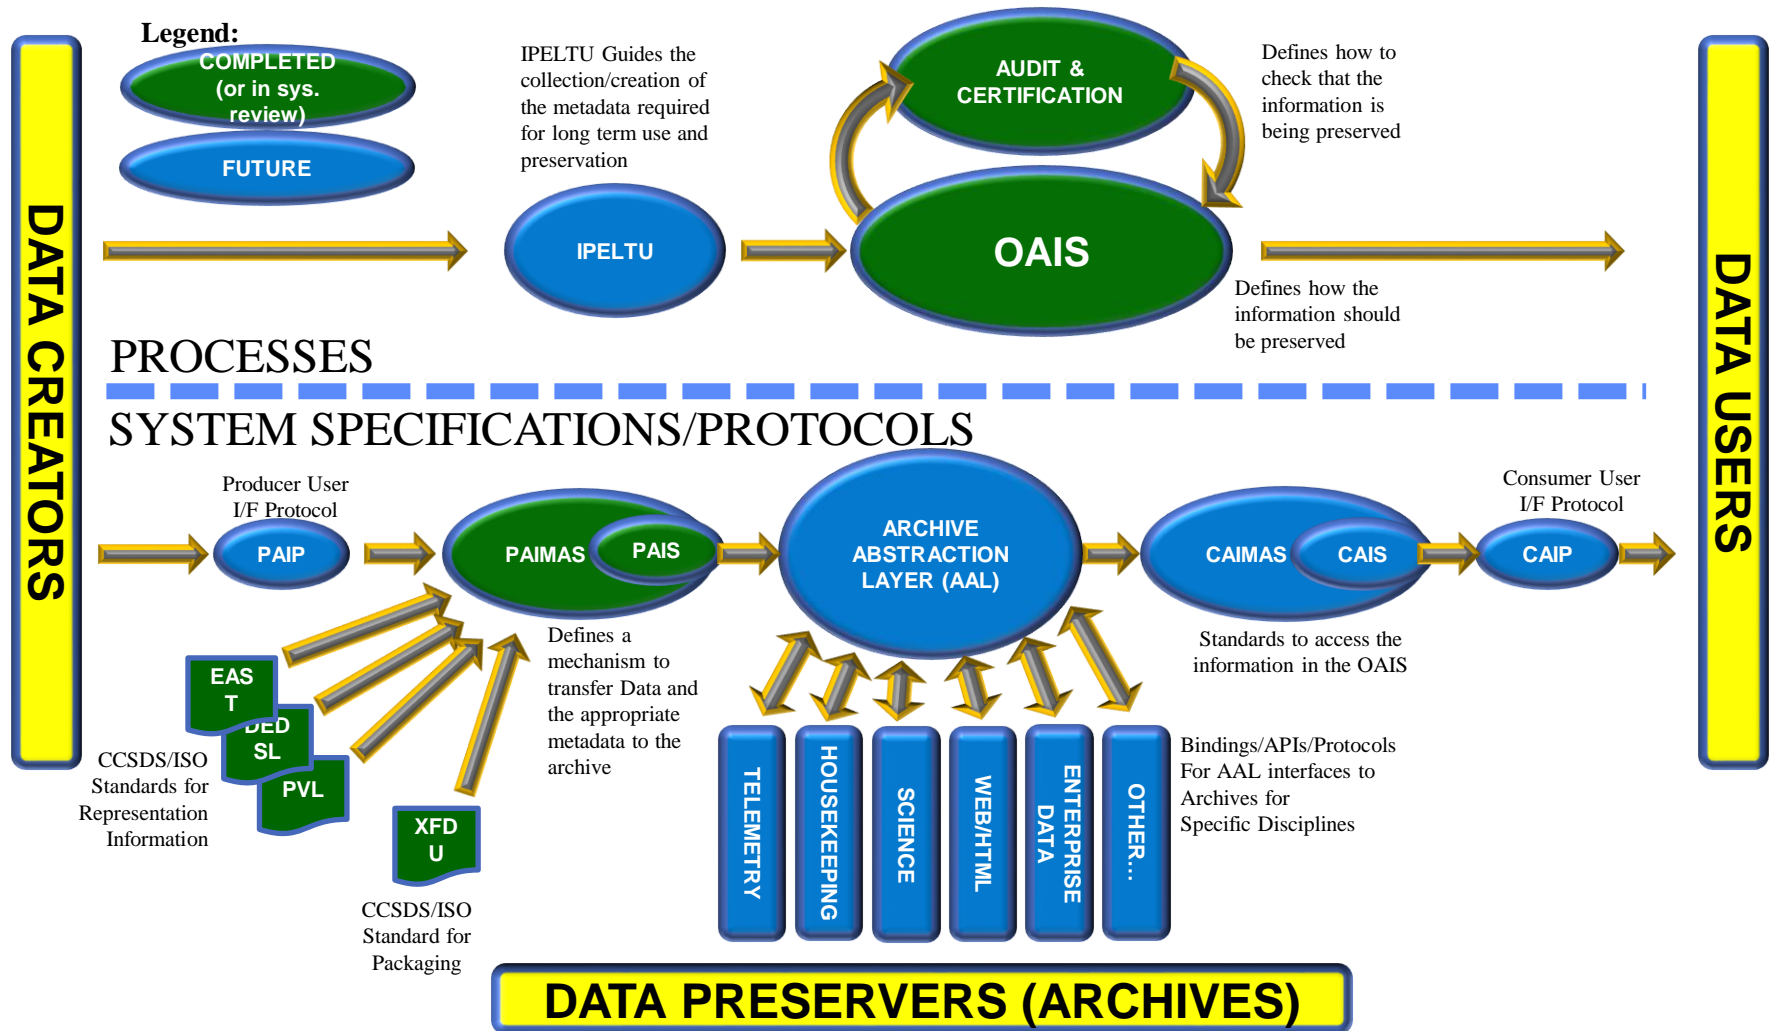 Legend:
COMPLETED
(or in sys.
review)
FUTURE
IPELTU Guides the
collection/creation of
the metadata required
for long term use and
preservation
AUDIT &
CERTIFICATION
Defines how to
check that the
information is
being preserved
DATA CREATORS
IPELTU
OAIS
Defines how the
information should
be preserved
DATA USERS
PROCESSES
SYSTEM SPECIFICATIONS/PROTOCOLS
Producer User
I/F Protocol
PAIP
PAIMAS
PAIS
ARCHIVE
ABSTRACTION
LAYER (AAL)
CAIMAS
CAIS
Consumer User
I/F Protocol
CAIP
Defines a
mechanism to
transfer Data and
the appropriate
metadata to the
archive
Standards to access the
information in the OAIS
EAS
T
DED
SL
PVL
CCSDS/ISO
Standards for
Representation
Information
XFD
U
CCSDS/ISO
Standard for
Packaging
TELEMETRY
HOUSEKEEPING
SCIENCE
WEB/HTML
ENTERPRISE
DATA
OTHER...
Bindings/APIs/Protocols
For AAL interfaces to
Archives for
Specific Disciplines
DATA PRESERVERS (ARCHIVES)